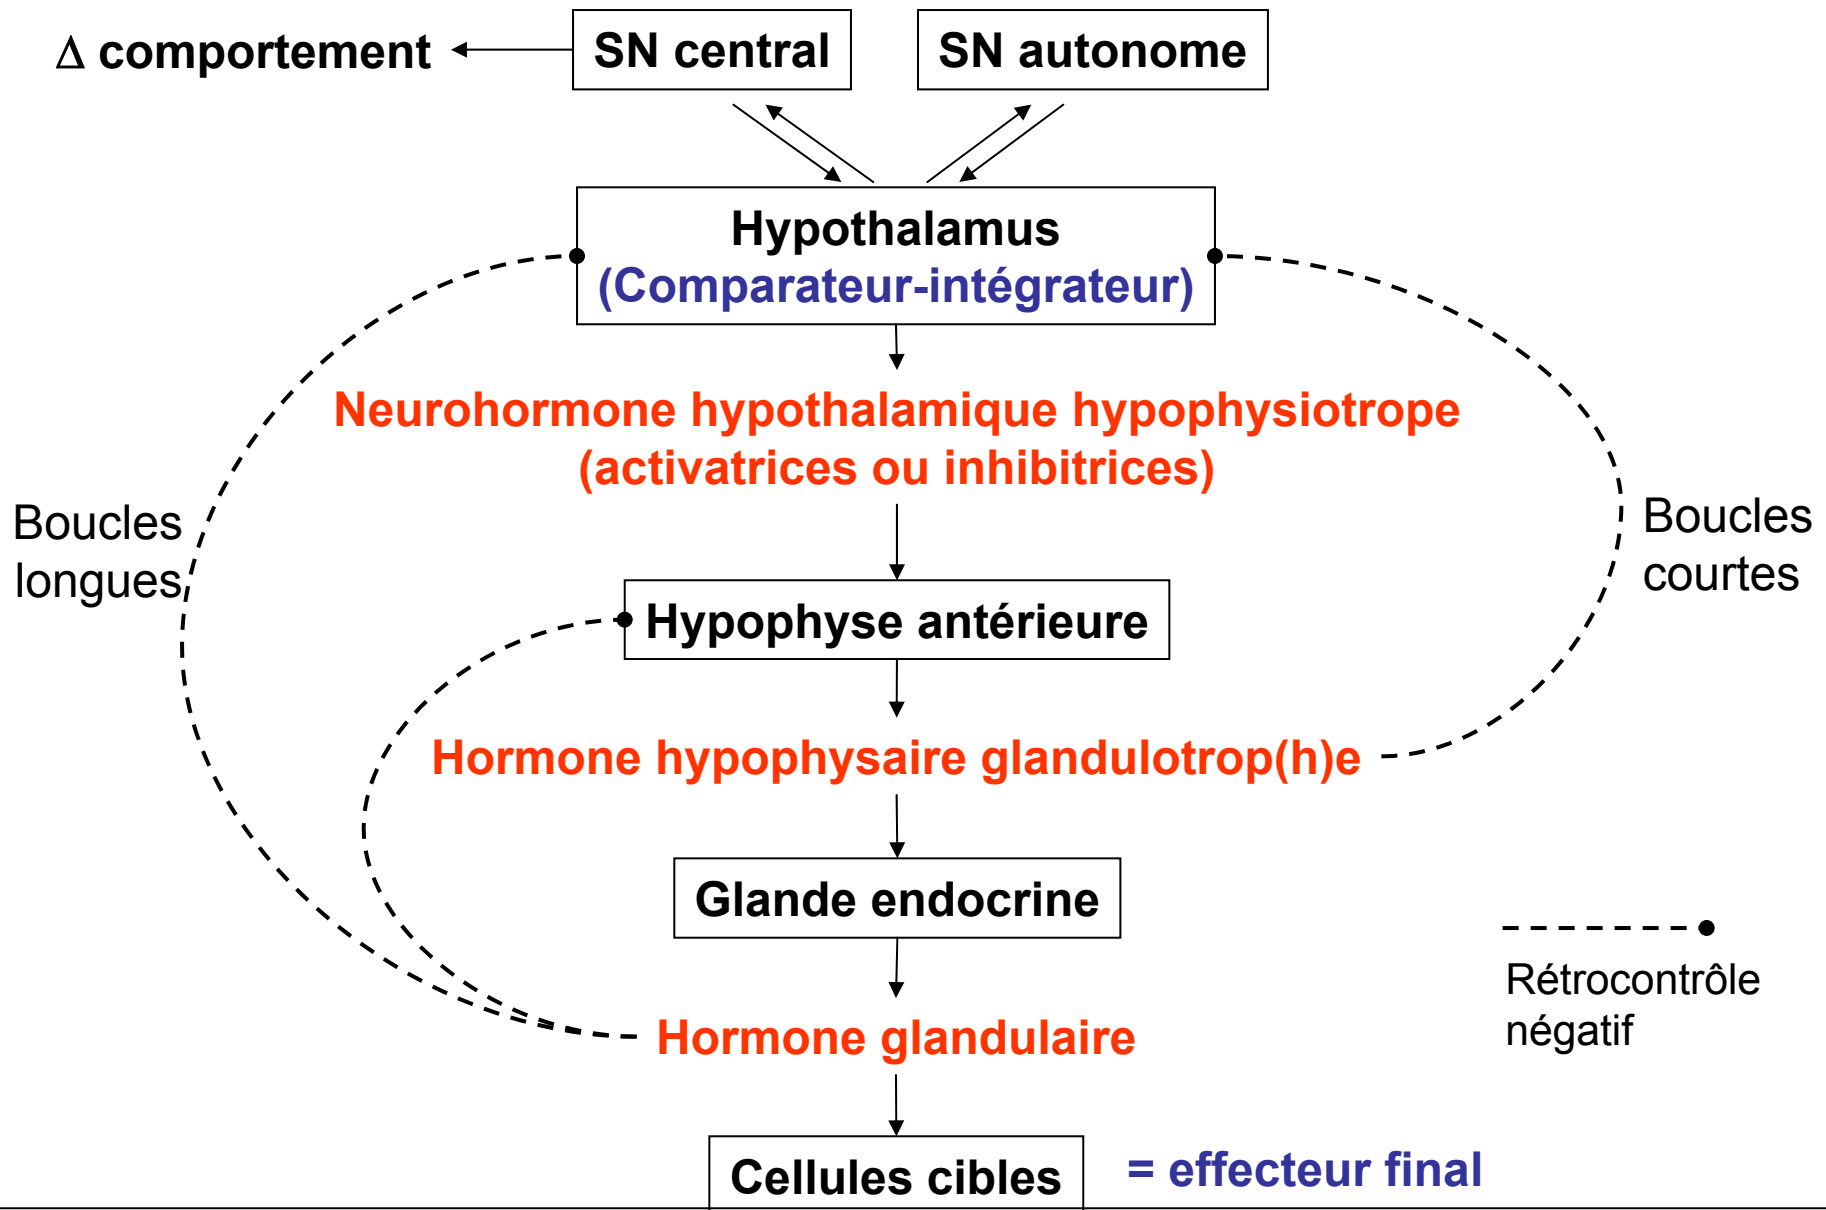 Δ comportement
SN central
SN autonome
Hypothalamus
(Comparateur-intégrateur)
Neurohormone hypothalamique hypophysiotrope
(activatrices ou inhibitrices)
Boucles
longues
Boucles
courtes
Hypophyse antérieure
Hormone hypophysaire glandulotrop(h)e
Glande endocrine
Rétrocontrôle
négatif
Hormone glandulaire
Cellules cibles
= effecteur final